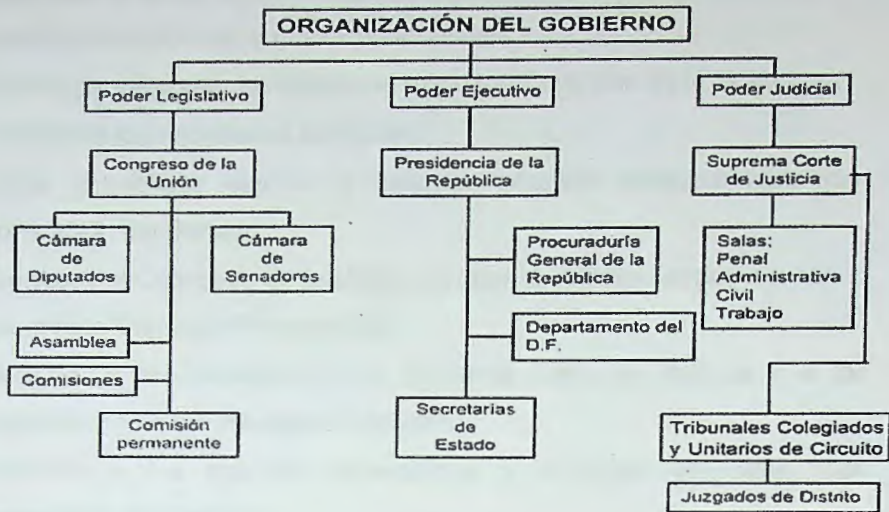 ORGANIZACIÓN DEL GOBIERNO
Poder Legislativo
Poder Ejecutivo
Poder Judicial
Congreso de la
Unión
Presidencia de la
República
Suprema Corte
de Justicia
Cámara
de
Diputados
Cámara
de
Senadores
Procuraduría
General de la
República
Salas:
Penal
Administrativa
Civil
Trabajo
Asamblea
Departamento del
D.F.
Comisiones
Comisión
permanente
Secretarias
de
Estado
Tribunales Colegiados
y Unitarios de Circuito
Juzgados de Distrito